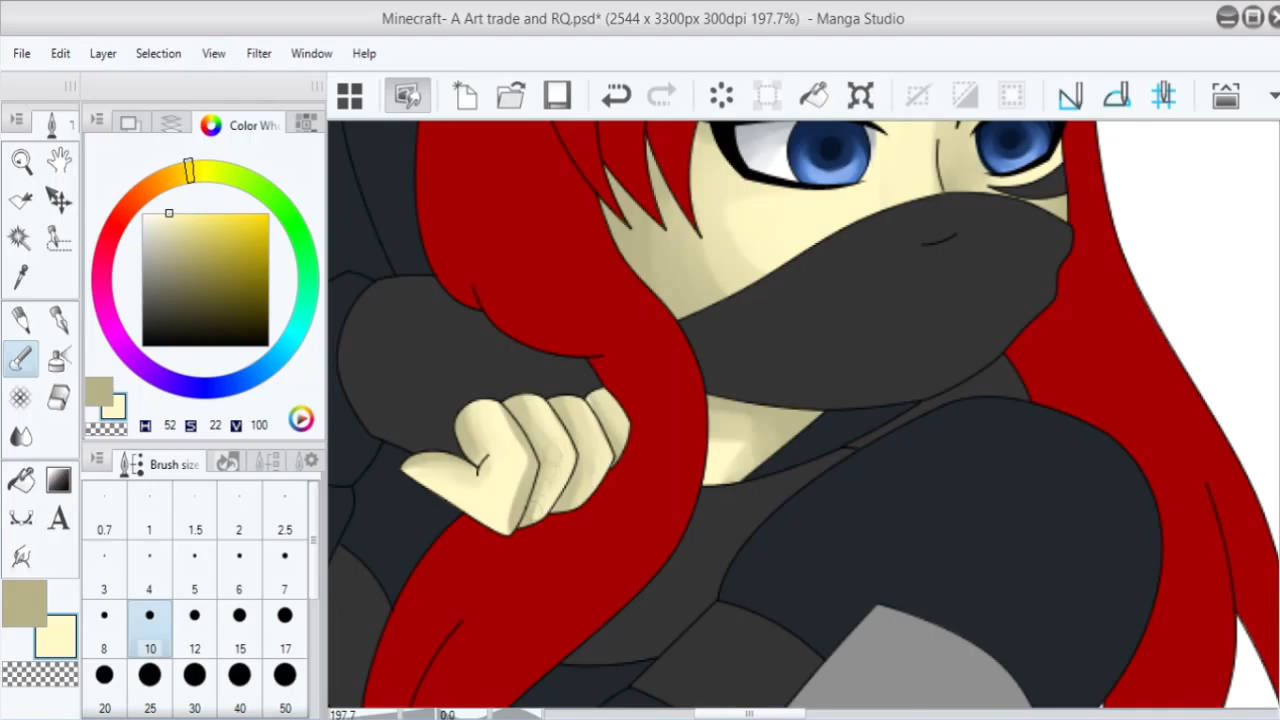 Minecraft- A Art trade and RQ.psd* (2544 x 3300px 300dpi 197.7%) - Manga Studio
File Edit Layer Selection View Filter Window Help
Color Wh
H 52 S 22 V 100
Brush size
0.7 1 1.5 2 2.5
3 4 5 6 7
8 10 12 15 17
20 25 30 40 50
A
197.7 0.0